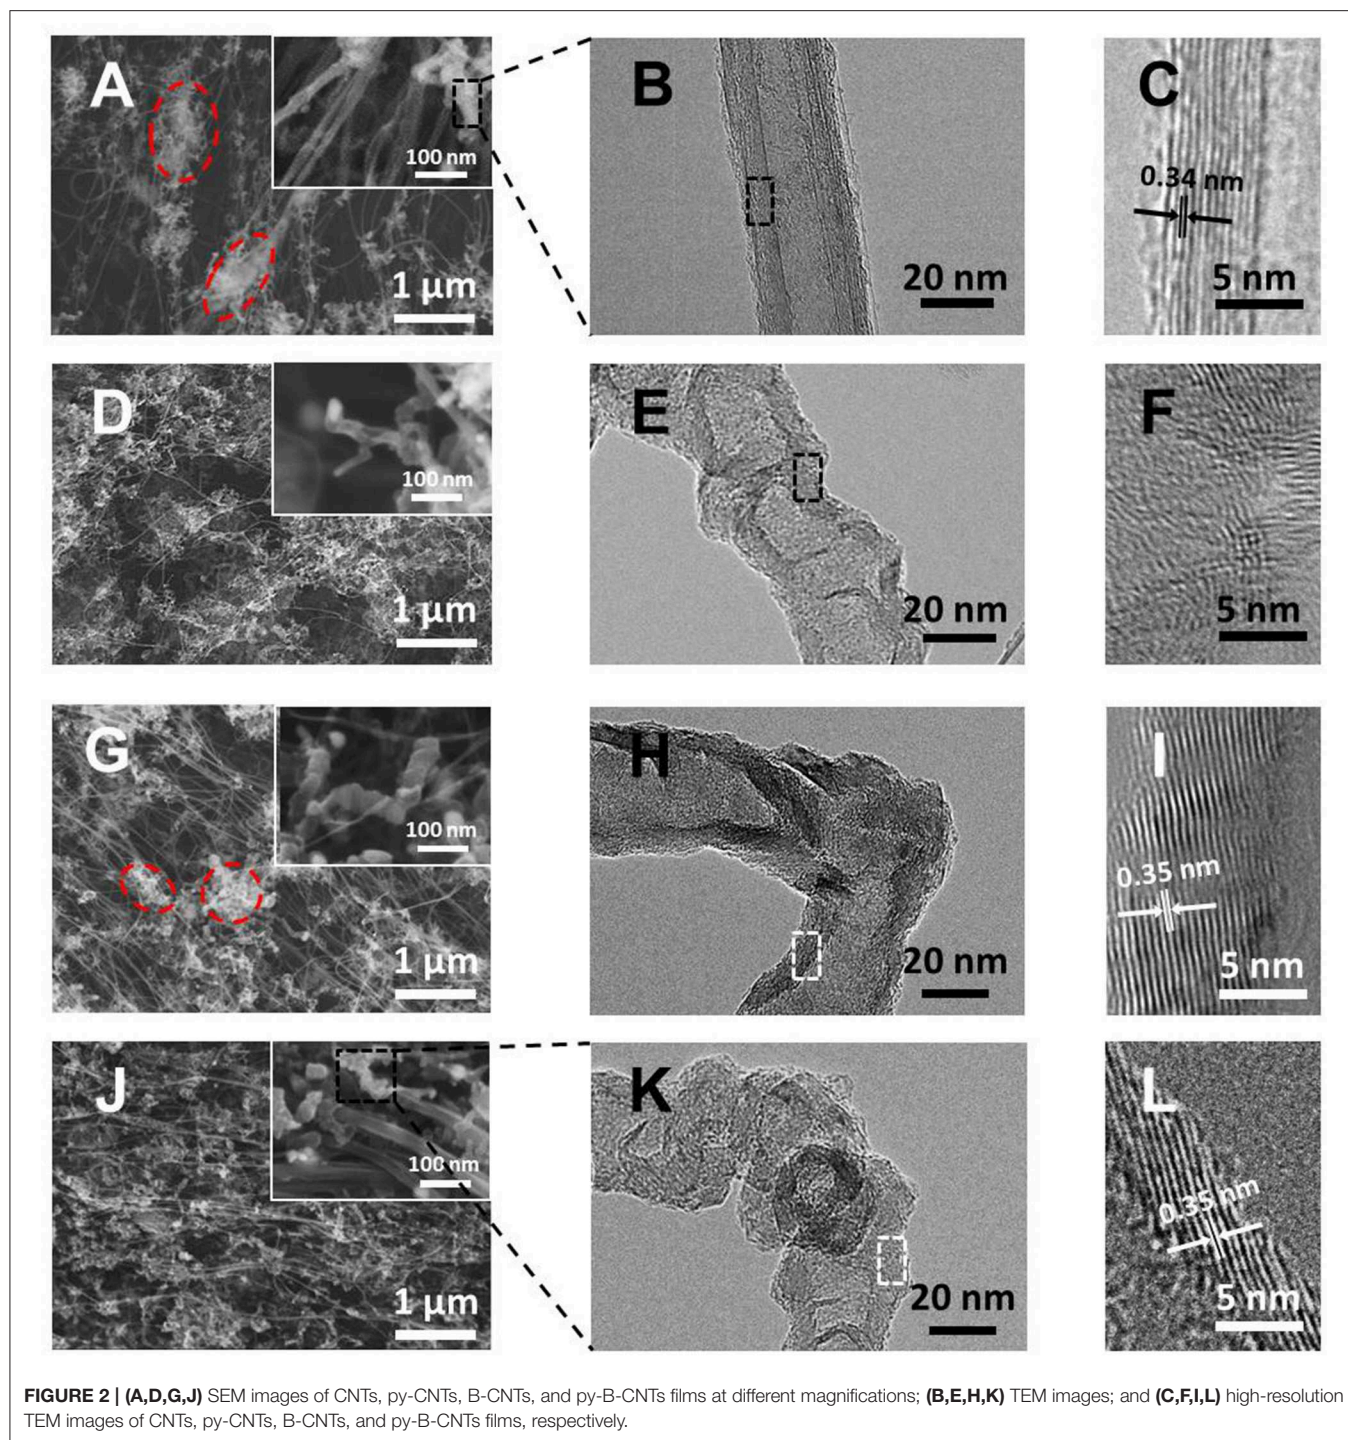 A
100 nm
1 µm
B
20 nm
C
0.34 nm
5 nm
D
100 nm
1 µm
E
20 nm
F
5 nm
G
100 nm
1 µm
H
20 nm
I
0.35 nm
5 nm
J
100 nm
1 µm
K
20 nm
L
0.35 nm
5 nm
FIGURE 2 | (A,D,G,J) SEM images of CNTs, py-CNTs, B-CNTs, and py-B-CNTs films at different magnifications; (B,E,H,K) TEM images; and (C,F,I,L) high-resolution
TEM images of CNTs, py-CNTs, B-CNTs, and py-B-CNTs films, respectively.